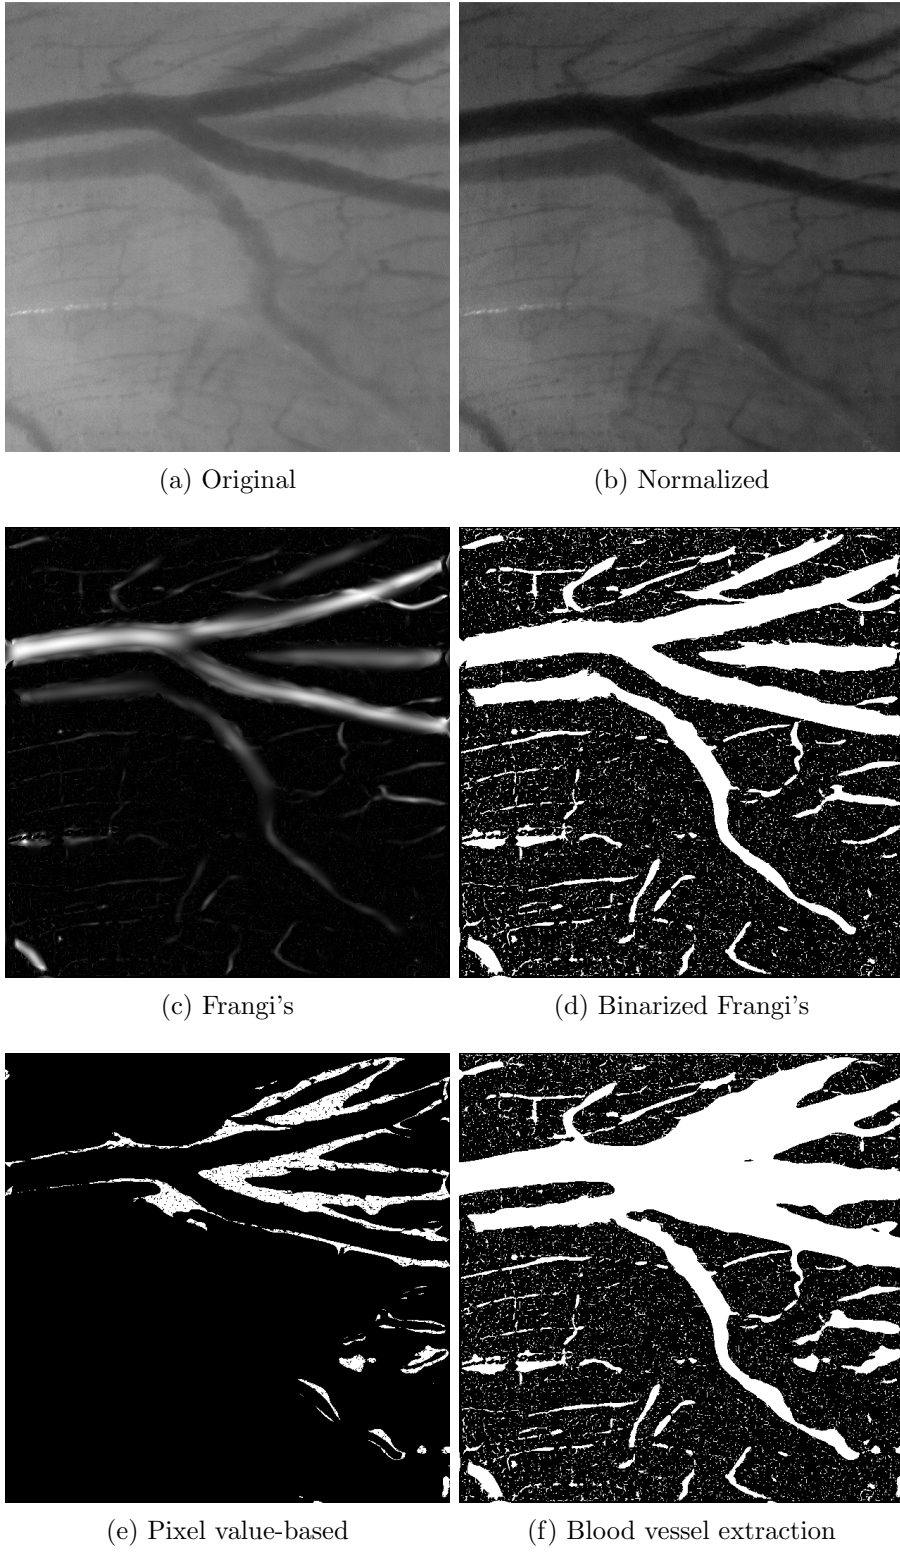 (a) Original
(b) Normalized
(c) Frangi’s
(d) Binarized Frangi’s
(e) Pixel value-based
(f) Blood vessel extraction